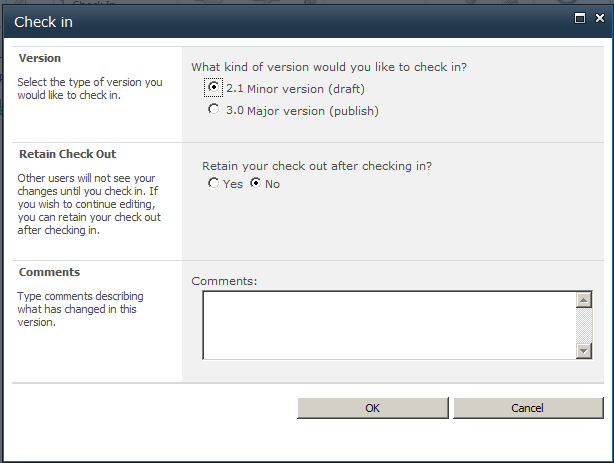 Check In
Check in
Version
Select the type of version you
would like to check in.
What kind of version would you like to check in?
2.1 Minor version (draft)
3.0 Major version (publish)
Retain Check Out
Other users will not see your
changes until you check in. If
you wish to continue editing,
you can retain your check out
after checking in.
Retain your check out after checking in?
Yes No
Comments
Type comments describing
what has changed in this
version.
Comments:
OK Cancel